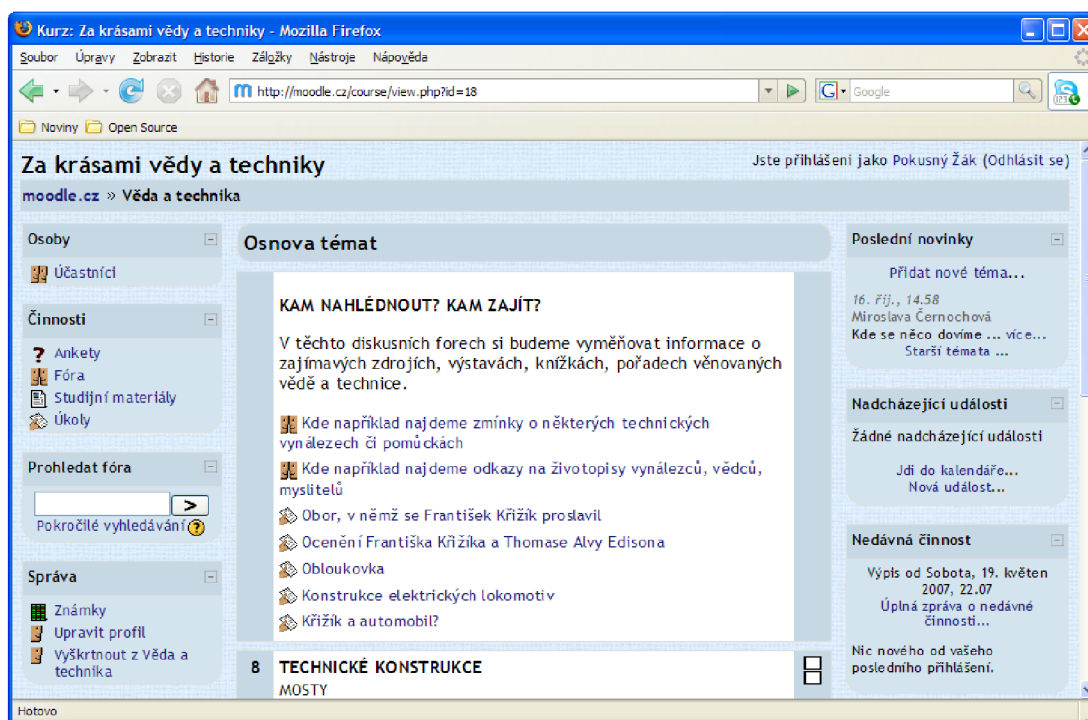 Kurz: Za krásami vědy a techniky - Mozilla Firefox
Soubor Úpravy Zobrazit Historie Záložky Nástroje Nápověda
http://moodle.cz/course/view.php?id=18
G Google
Noviny Open Source
Za krásami vědy a techniky
Jste přihlášeni jako Pokusný Žák (Odhlásit se)
moodle.cz » Věda a technika
Osoby
Účastníci
Činnosti
Ankety
Fóra
Studijní materiály
Úkoly
Prohledat fóra
>
Pokročilé vyhledávání ?
Správa
Známky
Upravit profil
Vyškrtnout z Věda a
technika
Osnova témat
KAM NAHLÉDNOUT? KAM ZAJÍT?
V těchto diskusních forech si budeme vyměňovat informace o
zajímavých zdrojích, výstavách, knížkách, pořadech věnovaných
vědě a technice.
Kde například najdeme zmínky o některých technických
vynálezech či pomůckách
Kde například najdeme odkazy na životopisy vynálezců, vědců,
myslitelů
Obor, v němž se František Křižík proslavil
Ocenění Františka Křižíka a Thomase Alvy Edisona
Obloukovka
Konstrukce elektrických lokomotiv
Křižík a automobil?
8 TECHNICKÉ KONSTRUKCE
MOSTY
Poslední novinky
Přidat nové téma...
16. říj., 14.58
Miroslava Černochová
Kde se něco dovíme ... více...
Starší témata ...
Nadcházející události
Žádné nadcházející události
Jdi do kalendáře...
Nová událost...
Nedávná činnost
Výpis od Sobota, 19. květen
2007, 22.07
Úplná zpráva o nedávné
činnosti...
Nic nového od vašeho
posledního přihlášení.
Hotovo